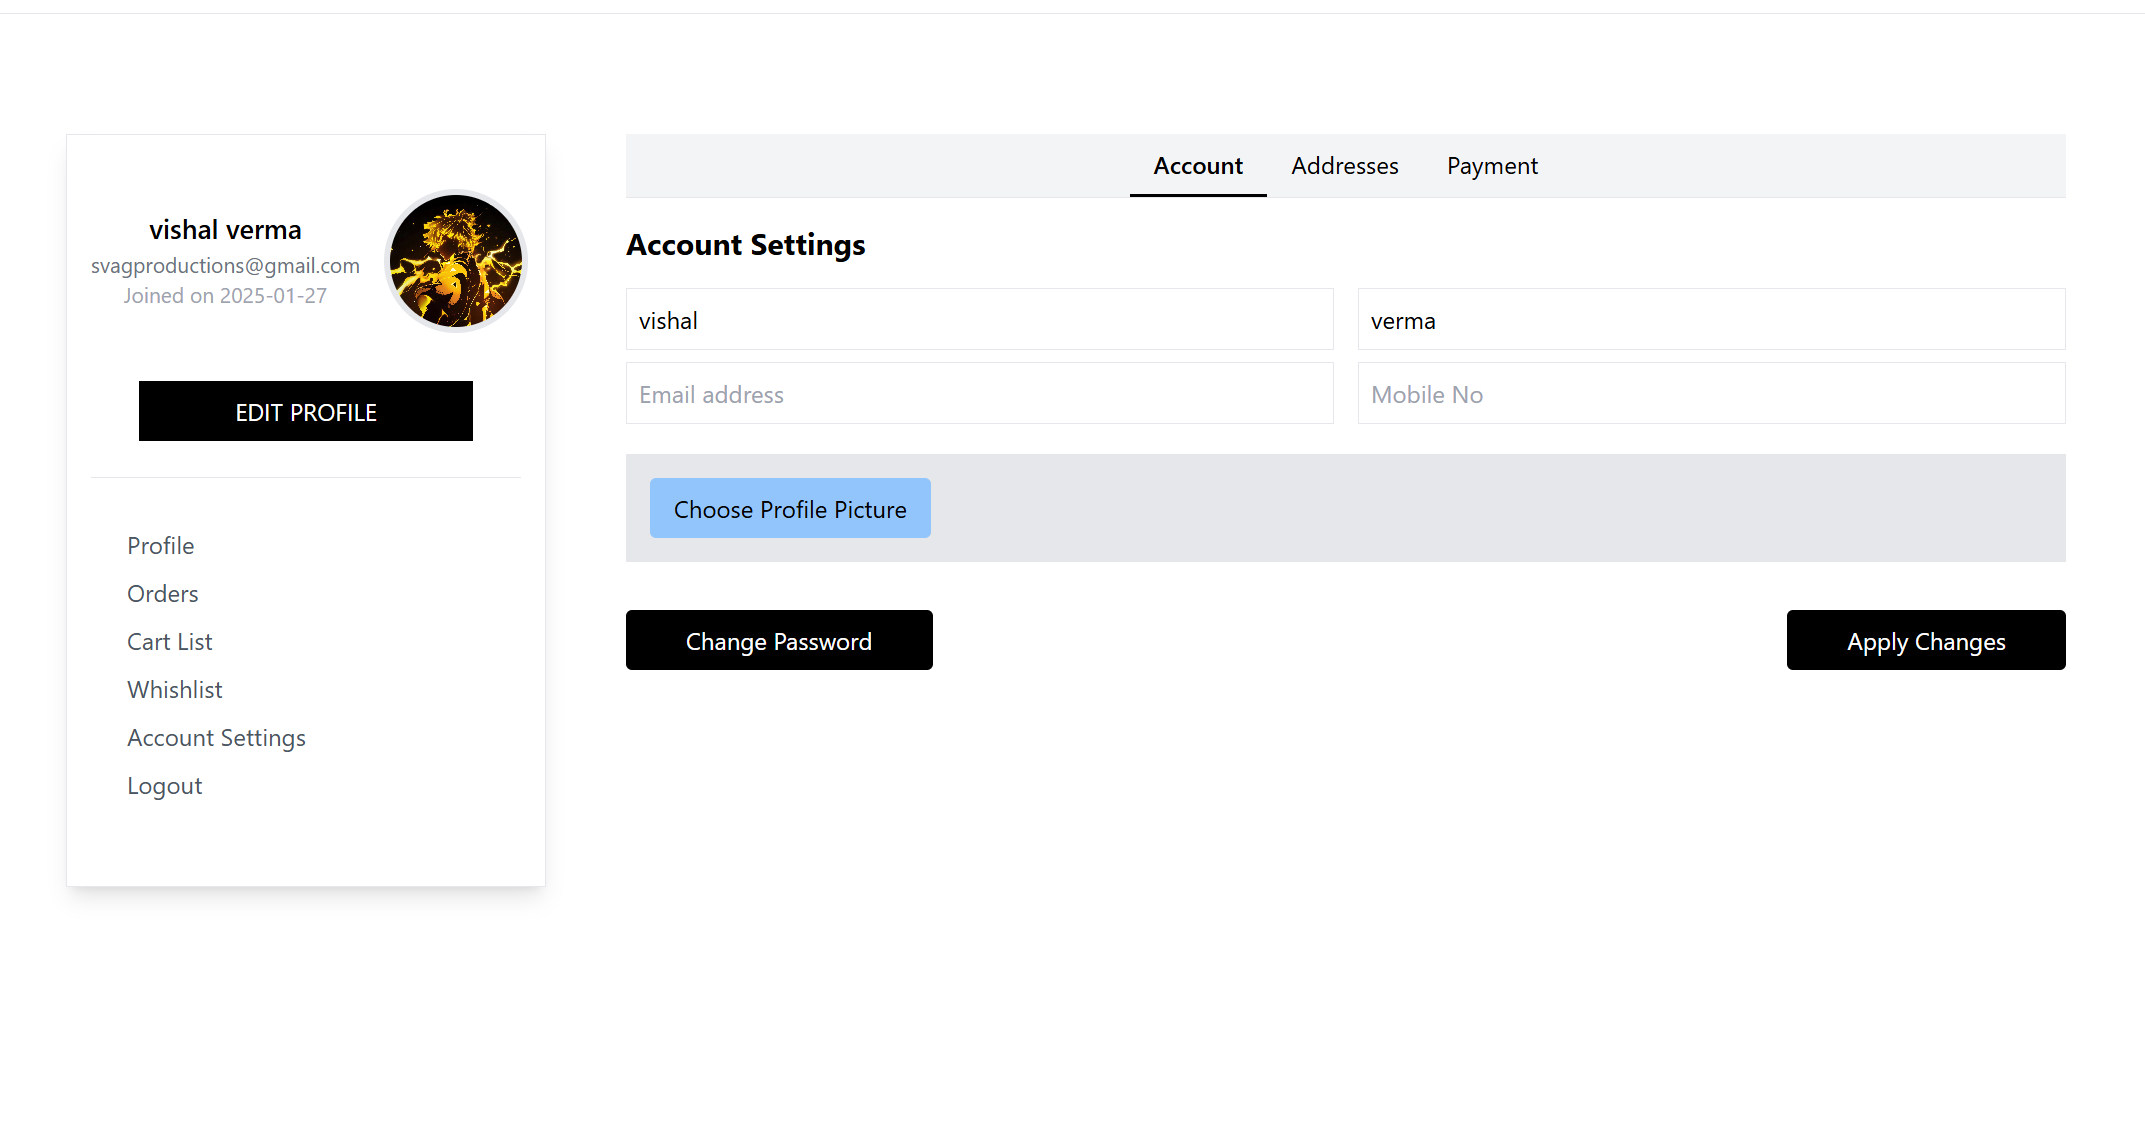 vishal verma
svagproductions@gmail.com
Joined on 2025-01-27
EDIT PROFILE
Profile
Orders
Cart List
Whishlist
Account Settings
Logout
Account Addresses Payment
Account Settings
vishal verma
Email address Mobile No
Choose Profile Picture
Change Password Apply Changes